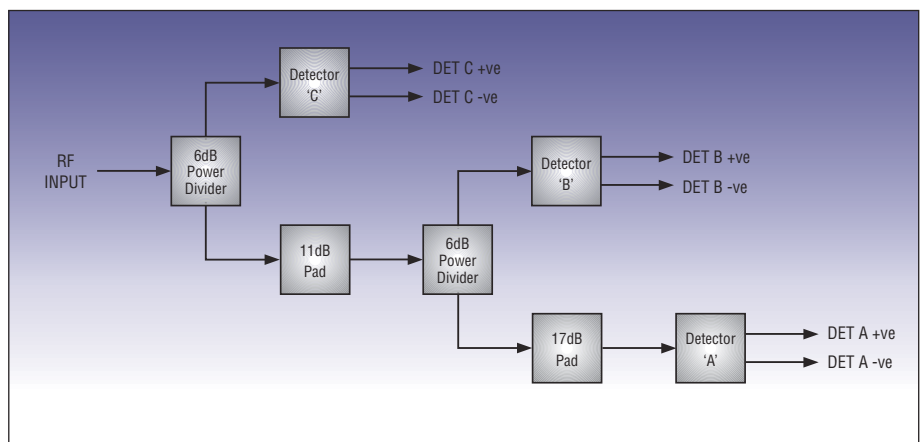 Detector
'C'
DET C +ve
DET C -ve
RF
INPUT
6dB
Power
Divider
Detector
'B'
DET B +ve
DET B -ve
11dB
Pad
6dB
Power
Divider
17dB
Pad
Detector
'A'
DET A +ve
DET A -ve